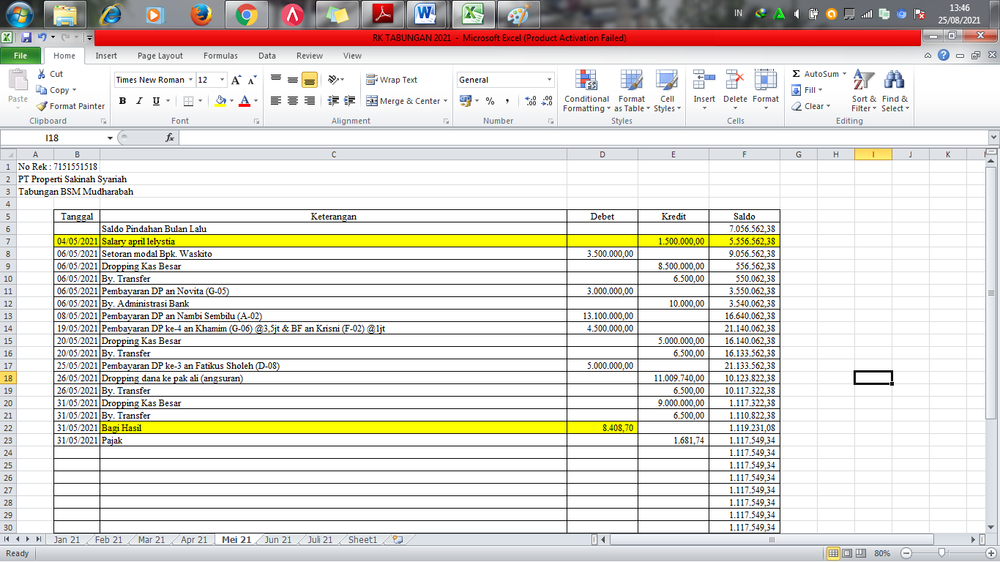 IN
13:46
25/08/2021
RK TABUNGAN 2021 - Microsoft Excel (Product Activation Failed)
File Home Insert Page Layout Formulas Data Review View
Paste
Cut
Copy
Format Painter
Clipboard
Times New Roman 12
B I U
Font
Wrap Text
Merge & Center
Alignment
General
Number
Conditional Formatting
Format as Table
Cell Styles
Styles
Insert Delete Format
Cells
AutoSum
Fill
Clear
Sort & Filter
Find & Select
Editing
I18 fx
A B C D E F G H I J K
1 No Rek : 7151551518
2 PT Properti Sakinah Syariah
3 Tabungan BSM Mudharabah
4
5 Tanggal Keterangan Debet Kredit Saldo
6 Saldo Pindahan Bulan Lalu 7.056.562,38
7 04/05/2021 Salary april lelystia 1.500.000,00 5.556.562,38
8 06/05/2021 Setoran modal Bpk. Waskito 3.500.000,00 9.056.562,38
9 06/05/2021 Dropping Kas Besar 8.500.000,00 556.562,38
10 06/05/2021 By. Transfer 6.500,00 550.062,38
11 06/05/2021 Pembayaran DP an Novita (G-05) 3.000.000,00 3.550.062,38
12 06/05/2021 By. Administrasi Bank 10.000,00 3.540.062,38
13 08/05/2021 Pembayaran DP an Nambi Sembilu (A-02) 13.100.000,00 16.640.062,38
14 19/05/2021 Pembayaran DP ke-4 an Khamim (G-06) @3,5jt & BF an Krisni (F-02) @1jt 4.500.000,00 21.140.062,38
15 20/05/2021 Dropping Kas Besar 5.000.000,00 16.140.062,38
16 20/05/2021 By. Transfer 6.500,00 16.133.562,38
17 25/05/2021 Pembayaran DP ke-3 an Fatikus Sholeh (D-08) 5.000.000,00 21.133.562,38
18 26/05/2021 Dropping dana ke pak ali (angsuran) 11.009.740,00 10.123.822,38
19 26/05/2021 By. Transfer 6.500,00 10.117.322,38
20 31/05/2021 Dropping Kas Besar 9.000.000,00 1.117.322,38
21 31/05/2021 By. Transfer 6.500,00 1.110.822,38
22 31/05/2021 Bagi Hasil 8.408,70 1.119.231,08
23 31/05/2021 Pajak 1.681,74 1.117.549,34
24 1.117.549,34
25 1.117.549,34
26 1.117.549,34
27 1.117.549,34
28 1.117.549,34
29 1.117.549,34
30 1.117.549,34
Jan 21 Feb 21 Mar 21 Apr 21 Mei 21 Jun 21 Juli 21 Sheet1
Ready 80%